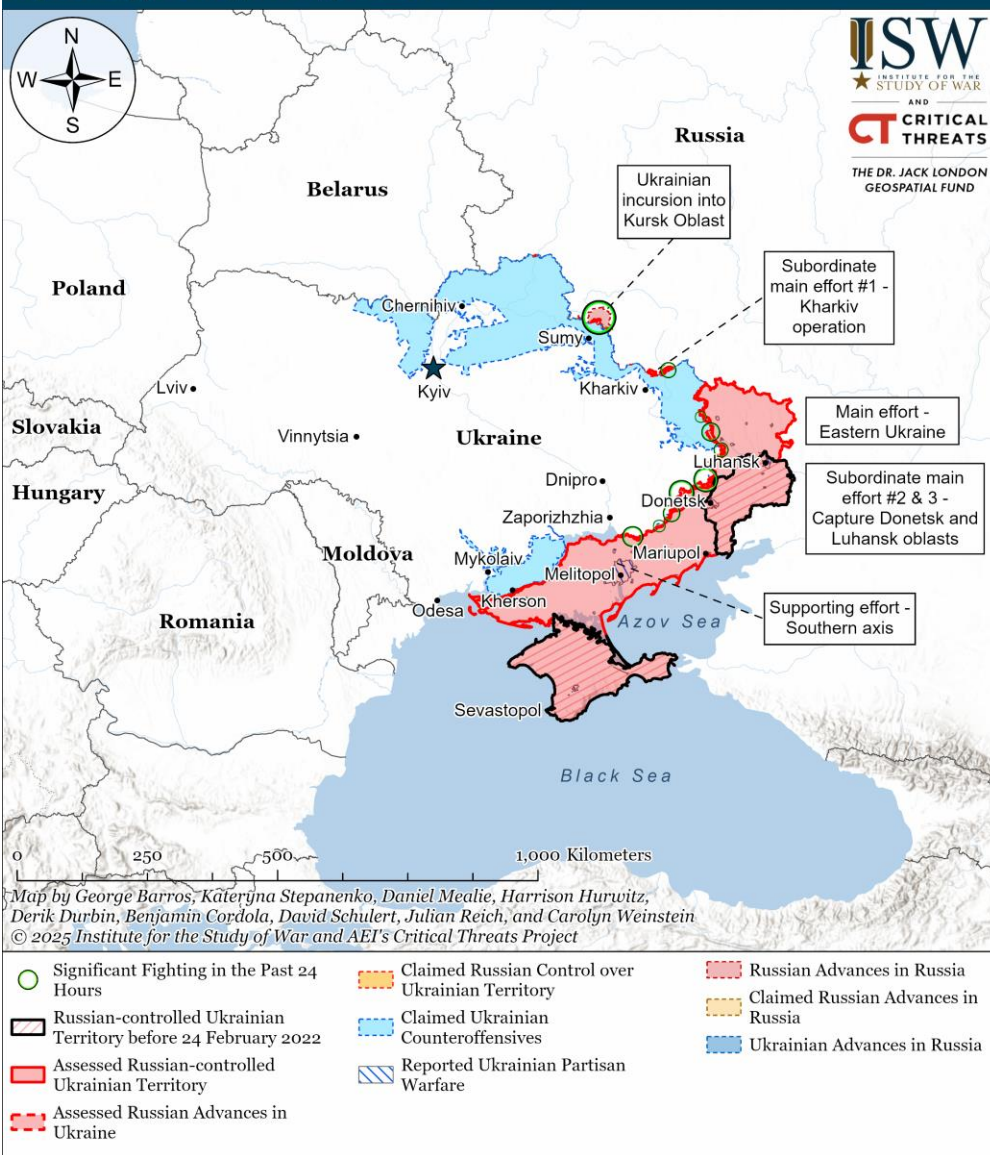 N
W
E
S
ISW
INSTITUTE FOR THE
STUDY OF WAR
AND
CT CRITICAL
THREATS
THE DR. JACK LONDON
GEOSPATIAL FUND
Russia
Belarus
Ukrainian
incursion into
Kursk Oblast
Subordinate
main effort #1 -
Kharkiv
operation
Poland
Chernihiv
Sumy
Kyiv
Kharkiv
Lviv
Main effort -
Eastern Ukraine
Slovakia
Vinnytsia
Ukraine
Luhansk
Hungary
Dnipro
Donetsk
Subordinate main
effort #2 & 3 -
Capture Donetsk and
Luhansk oblasts
Zaporizhzhia
Moldova
Mykolaiv
Mariupol
Melitopol
Kherson
Odesa
Supporting effort -
Southern axis
Romania
Azov Sea
Sevastopol
Black Sea
0
250
500
1,000 Kilometers
Map by George Barros, Kateryna Stepanenko, Daniel Mealie, Harrison Hurwitz,
Derik Durbin, Benjamin Cordola, David Schulert, Julian Reich, and Carolyn Weinstein
© 2025 Institute for the Study of War and AEI's Critical Threats Project
Significant Fighting in the Past 24
Hours
Russian-controlled Ukrainian
Territory before 24 February 2022
Assessed Russian-controlled
Ukrainian Territory
Assessed Russian Advances in
Ukraine
Claimed Russian Control over
Ukrainian Territory
Claimed Ukrainian
Counteroffensives
Reported Ukrainian Partisan
Warfare
Russian Advances in Russia
Claimed Russian Advances in
Russia
Ukrainian Advances in Russia